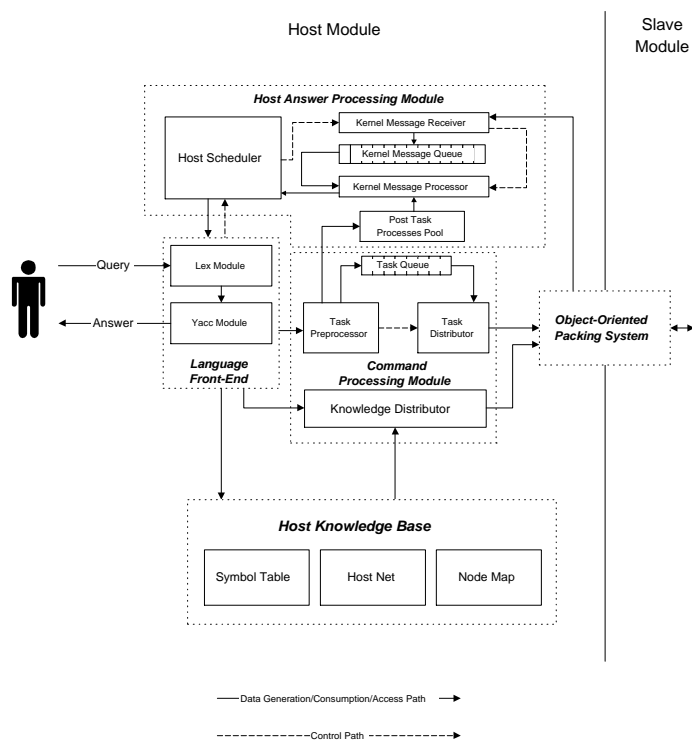 Host Module
Slave
Module
Host Answer Processing Module
Host Scheduler
Kernel Message Receiver
Kernel Message Queue
Kernel Message Processor
Post Task
Processes Pool
Query
Lex Module
Task Queue
Answer
Yacc Module
Task
Preprocessor
Task
Distributor
Object-Oriented
Packing System
Language
Front-End
Command
Processing Module
Knowledge Distributor
Host Knowledge Base
Symbol Table
Host Net
Node Map
Data Generation/Consumption/Access Path
Control Path